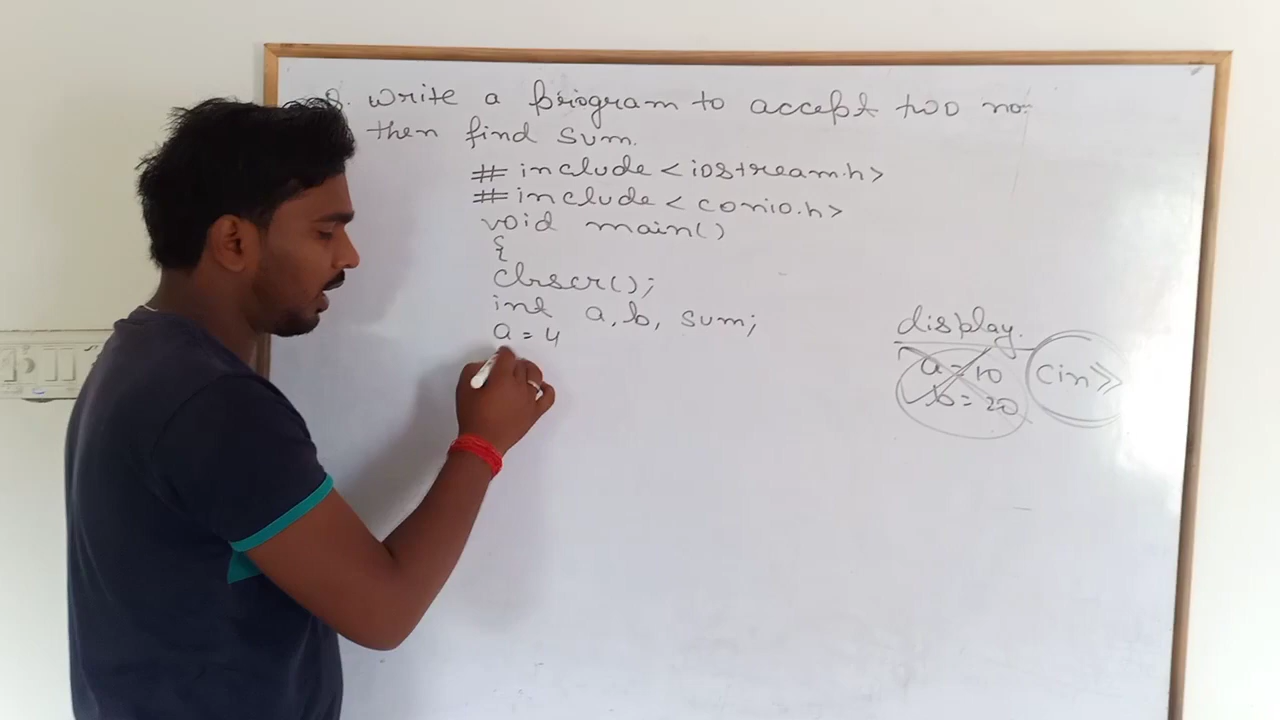 Q. Write a program to accept two no.
then find sum.
# include <iostream.h>
# include <conio.h>
void main()
{
clrscr();
int a, b, sum;
a = 4
display.
a = 10
b = 20
Cin>>